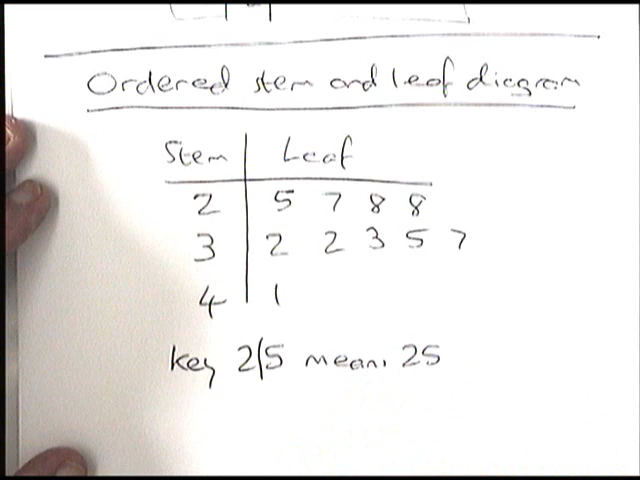 Ordered stem and leaf diagram
Stem Leaf
2 5 7 8 8
3 2 2 3 5 7
4 1
key 2|5 means 25